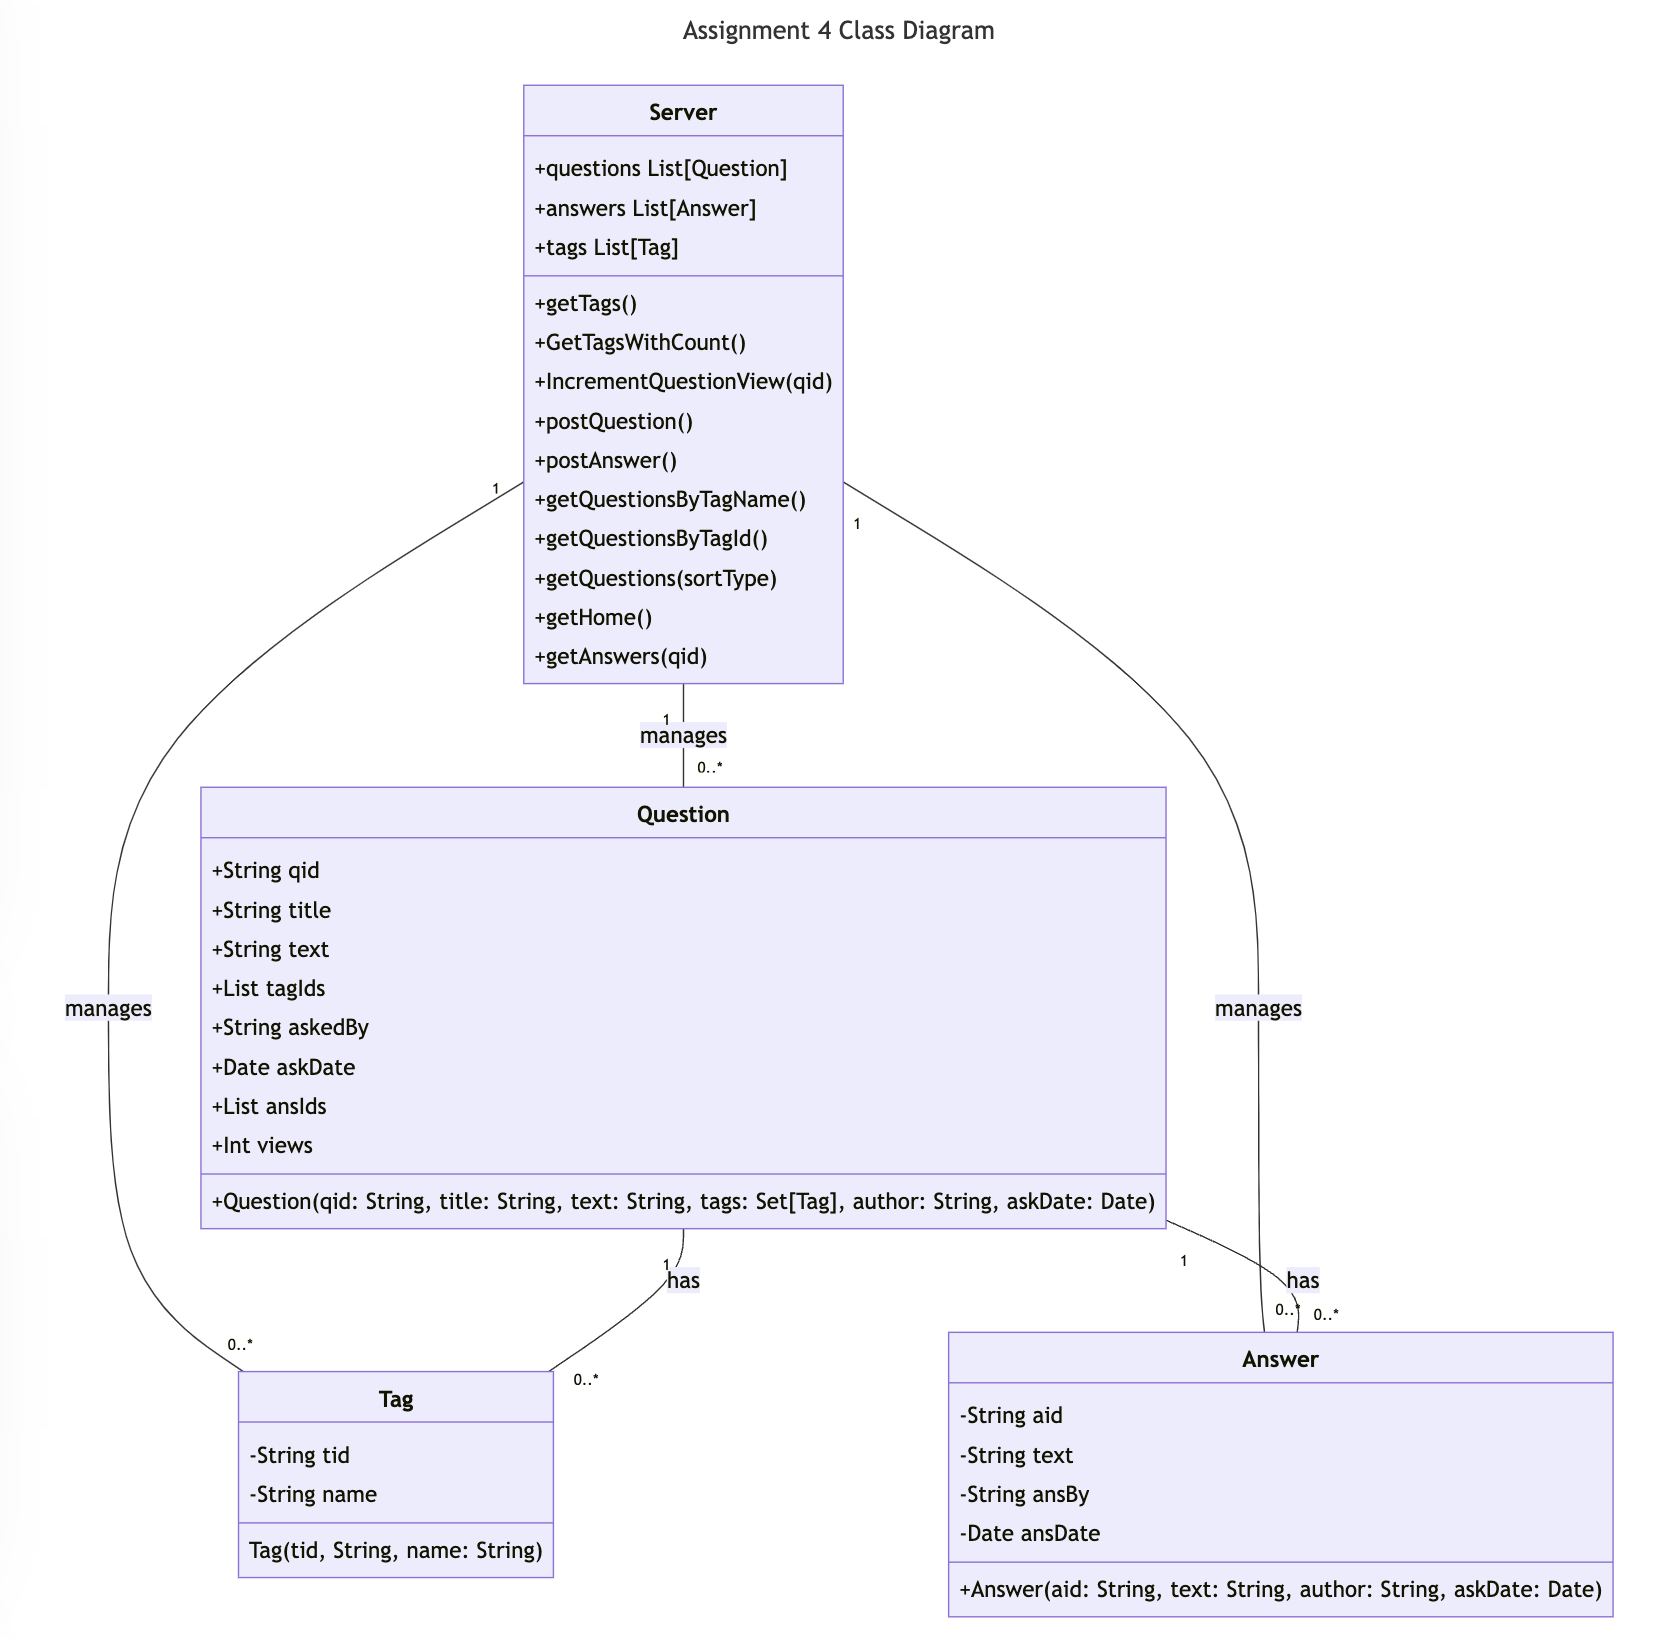 Assignment 4 Class Diagram
Server
+questions List[Question]
+answers List[Answer]
+tags List[Tag]
+getTags()
+GetTagsWithCount()
+IncrementQuestionView(qid)
+postQuestion()
+postAnswer()
+getQuestionsByTagName()
+getQuestionsByTagId()
+getQuestions(sortType)
+getHome()
+getAnswers(qid)
1
1
1
manages
0..*
Question
+String qid
+String title
+String text
+List tagIds
+String askedBy
+Date askDate
+List ansIds
+Int views
+Question(qid: String, title: String, text: String, tags: Set[Tag], author: String, askDate: Date)
manages
manages
1
has
1
has
0..*
0..*
0..*
0..*
Tag
-String tid
-String name
Tag(tid, String, name: String)
Answer
-String aid
-String text
-String ansBy
-Date ansDate
+Answer(aid: String, text: String, author: String, askDate: Date)